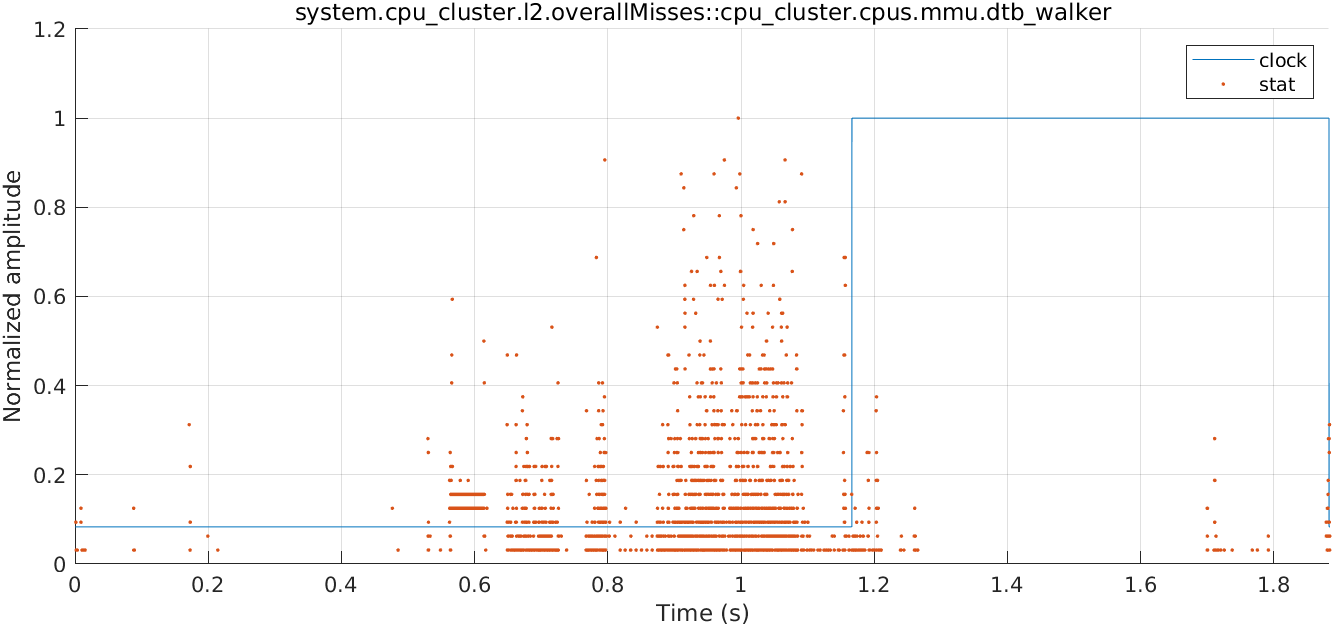 system.cpu_cluster.l2.overallMisses::cpu_cluster.cpus.mmu.dtb_walker
1.2
1
0.8
0.6
0.4
0.2
0
Normalized amplitude
clock
stat
0 0.2 0.4 0.6 0.8 1 1.2 1.4 1.6 1.8
Time (s)